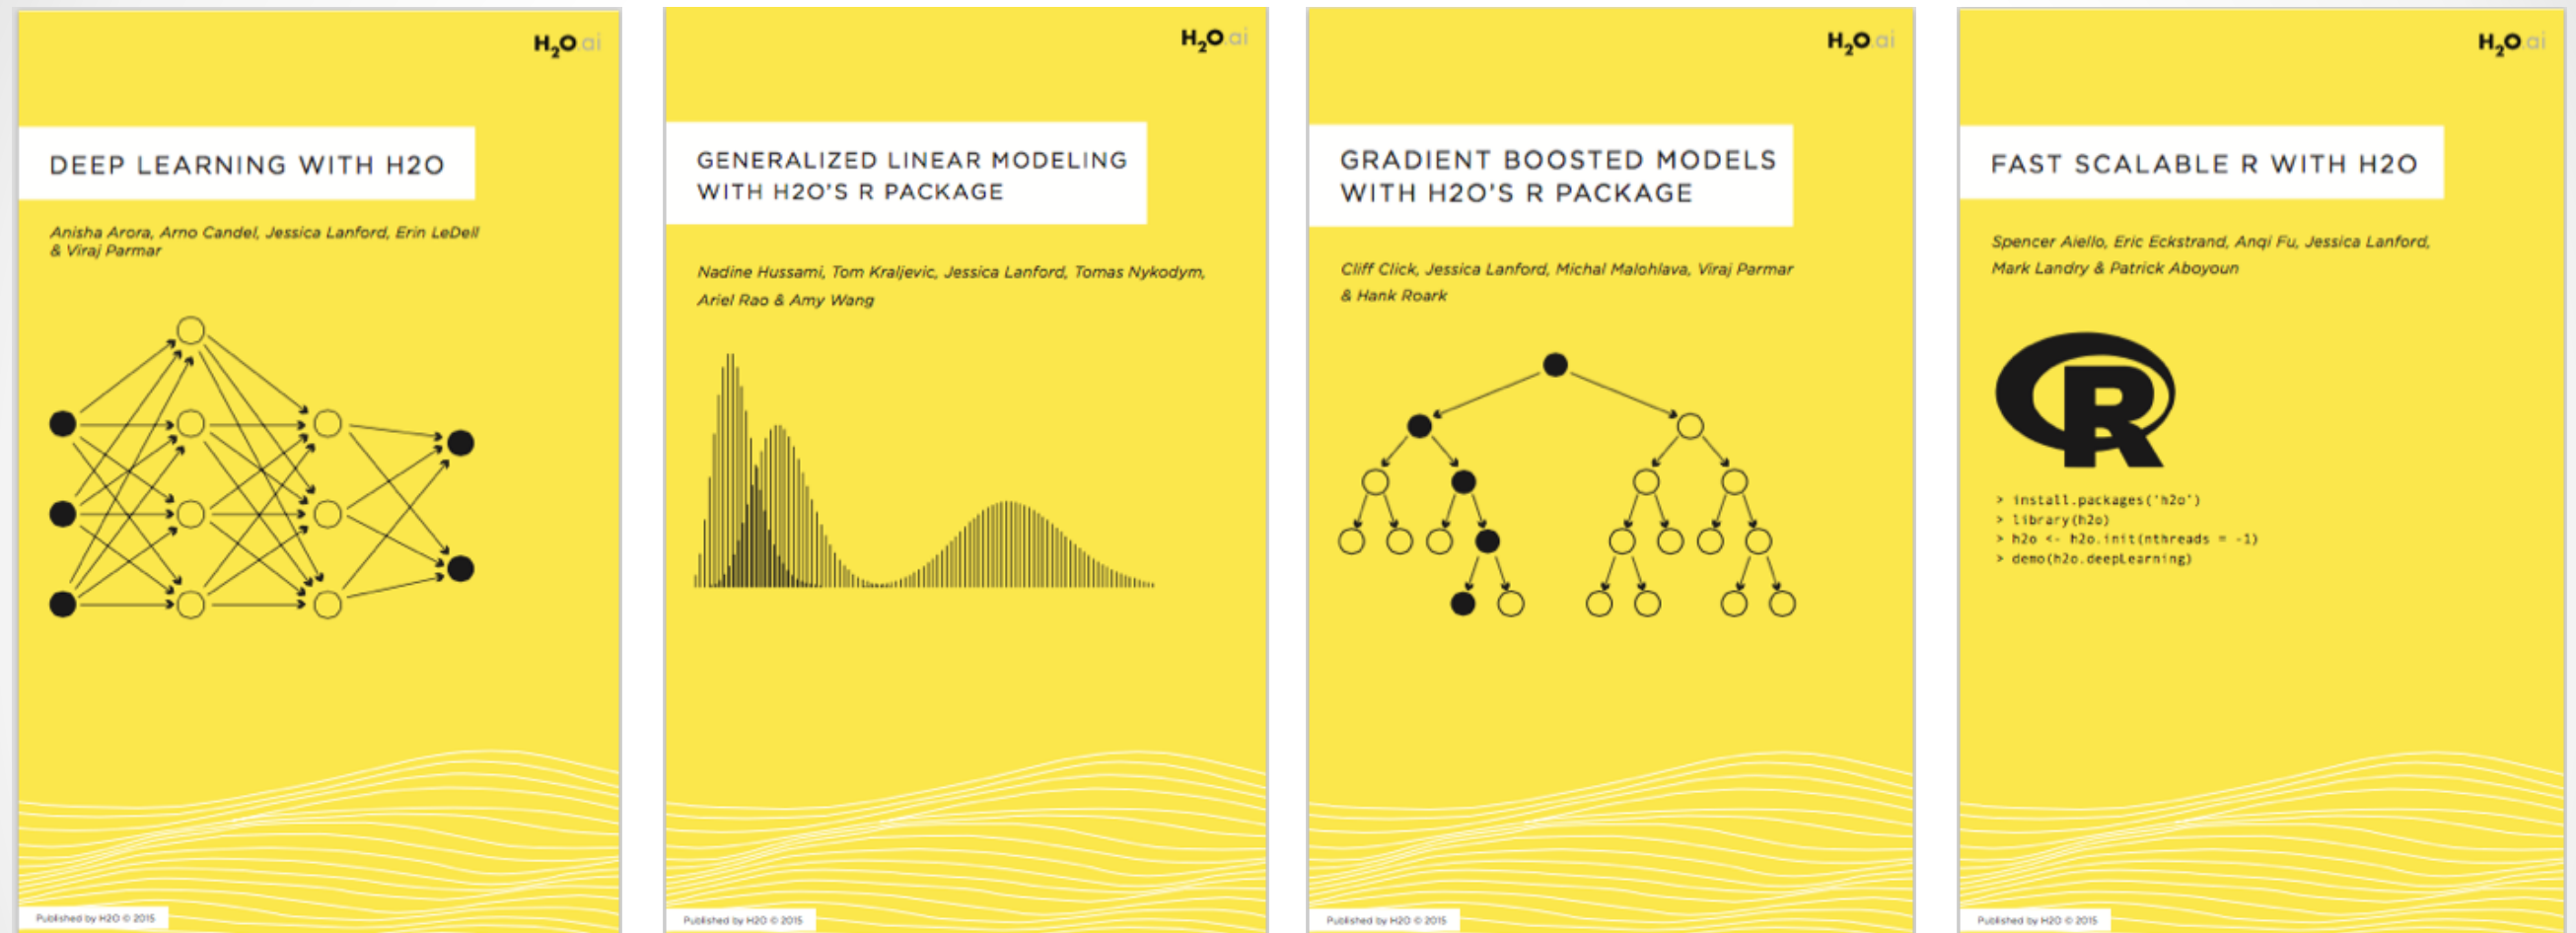 H2O.ai
DEEP LEARNING WITH H2O
Anisha Arora, Arno Candel, Jessica Lanford, Erin LeDell
& Viraj Parmar
Published by H2O © 2015
H2O.ai
GENERALIZED LINEAR MODELING
WITH H2O'S R PACKAGE
Nadine Hussami, Tom Kraljevic, Jessica Lanford, Tomas Nykodym,
Ariel Rao & Amy Wang
Published by H2O © 2015
H2O.ai
GRADIENT BOOSTED MODELS
WITH H2O'S R PACKAGE
Cliff Click, Jessica Lanford, Michal Malohlava, Viraj Parmar
& Hank Roark
Published by H2O © 2015
H2O.ai
FAST SCALABLE R WITH H2O
Spencer Aiello, Eric Eckstrand, Anqi Fu, Jessica Lanford,
Mark Landry & Patrick Aboyoun
R
> install.packages('h2o')
> library(h2o)
> h2o <- h2o.init(nthreads = -1)
> demo(h2o.deepLearning)
Published by H2O © 2015